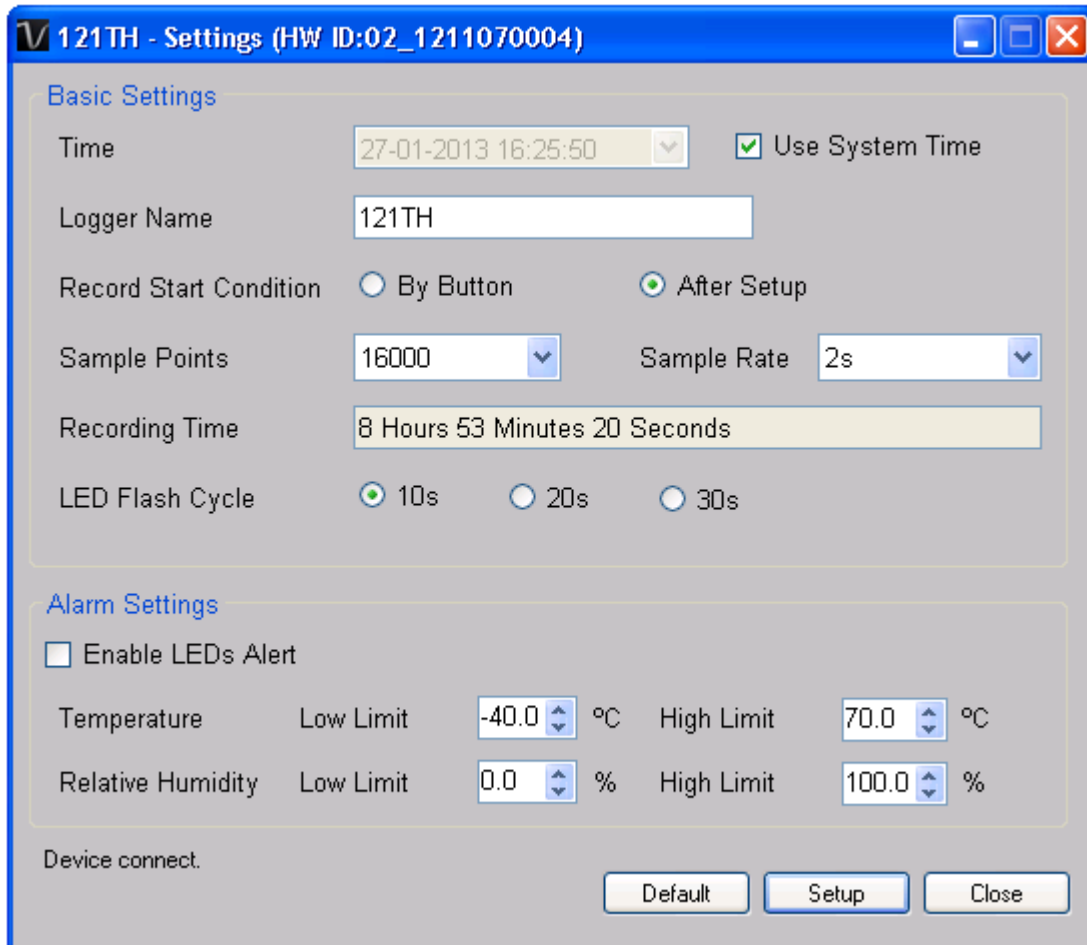 121TH - Settings (HW ID:02_1211070004)
Basic Settings
Time 27-01-2013 16:25:50 Use System Time
Logger Name 121TH
Record Start Condition By Button After Setup
Sample Points 16000 Sample Rate 2s
Recording Time 8 Hours 53 Minutes 20 Seconds
LED Flash Cycle 10s 20s 30s
Alarm Settings
Enable LEDs Alert
Temperature Low Limit -40.0 ºC High Limit 70.0 ºC
Relative Humidity Low Limit 0.0 % High Limit 100.0 %
Device connect.
Default Setup Close